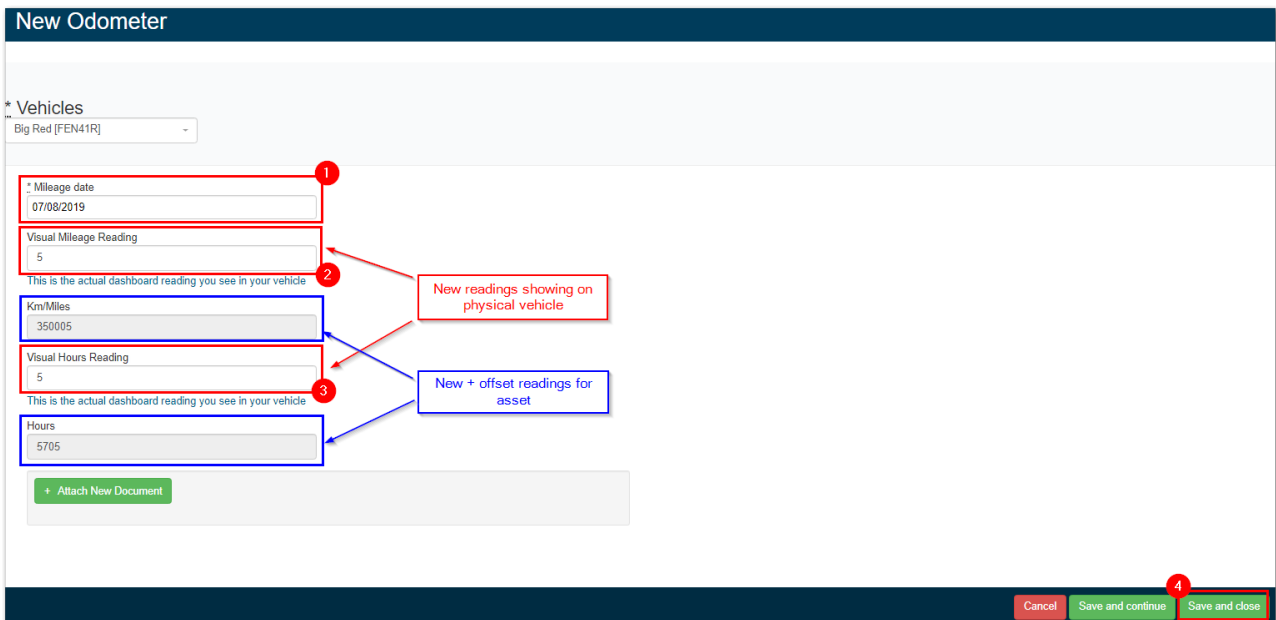 New Odometer
* Vehicles
Big Red [FEN41R]
1
* Mileage date
07/08/2019
Visual Mileage Reading
5
2
This is the actual dashboard reading you see in your vehicle
New readings showing on
physical vehicle
Km/Miles
350005
Visual Hours Reading
5
3
This is the actual dashboard reading you see in your vehicle
New + offset readings for
asset
Hours
5705
+ Attach New Document
4
Cancel
Save and continue
Save and close